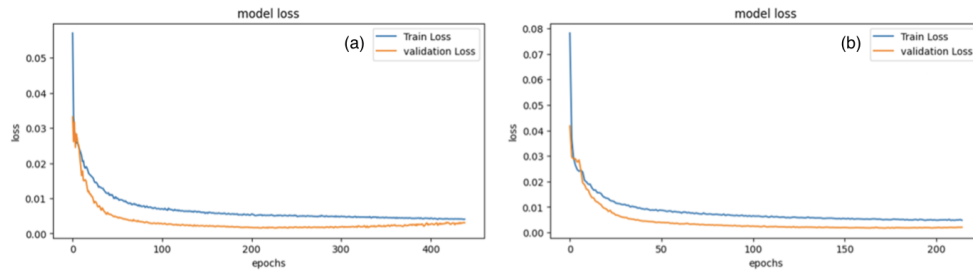 model loss
(a)
Train Loss
validation Loss
loss
0.05
0.04
0.03
0.02
0.01
0.00
0 100 200 300 400
epochs
model loss
(b)
Train Loss
validation Loss
loss
0.08
0.07
0.06
0.05
0.04
0.03
0.02
0.01
0.00
0 50 100 150 200
epochs